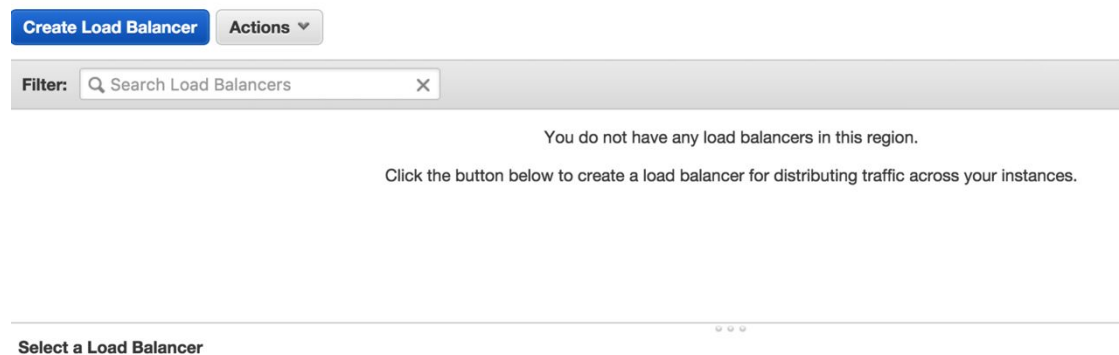 Create Load Balancer Actions
Filter: Search Load Balancers
You do not have any load balancers in this region.
Click the button below to create a load balancer for distributing traffic across your instances.
Select a Load Balancer